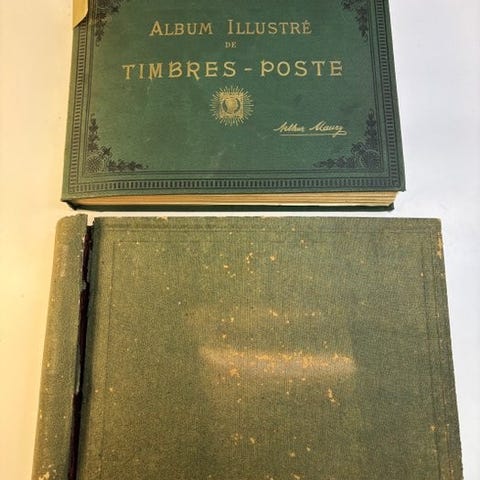 ALBUM ILLUSTRÉ
DE
TIMBRES-POSTE
Arthur Maury